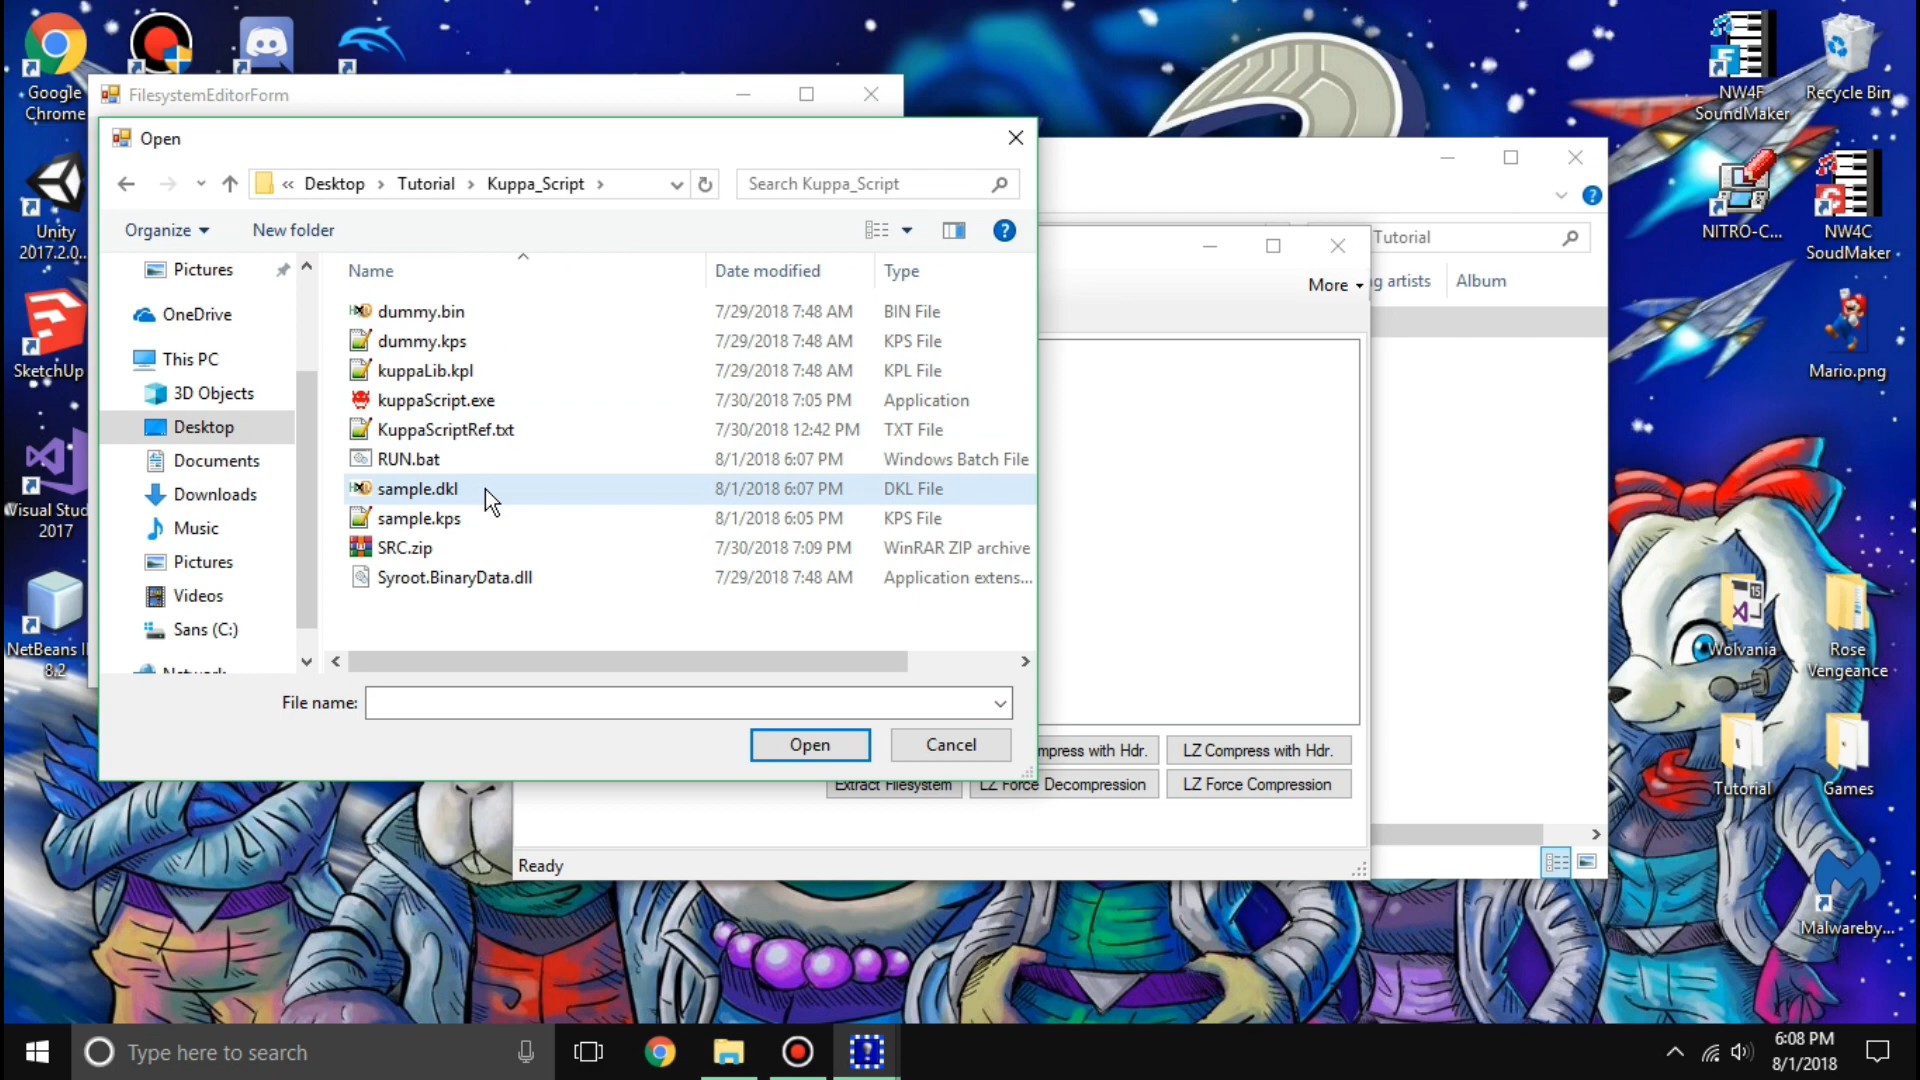 Google
Chrome
Unity
2017.2.0...
SketchUp
Visual Stud
2017
NetBeans I
8.2
FilesystemEditorForm
Open
« Desktop > Tutorial > Kuppa_Script >
Search Kuppa_Script
Organize
New folder
Pictures
OneDrive
This PC
3D Objects
Desktop
Documents
Downloads
Music
Pictures
Videos
Sans (C:)
Network
Name Date modified Type
dummy.bin 7/29/2018 7:48 AM BIN File
dummy.kps 7/29/2018 7:48 AM KPS File
kuppaLib.kpl 7/29/2018 7:48 AM KPL File
kuppaScript.exe 7/30/2018 7:05 PM Application
KuppaScriptRef.txt 7/30/2018 12:42 PM TXT File
RUN.bat 8/1/2018 6:07 PM Windows Batch File
sample.dkl 8/1/2018 6:07 PM DKL File
sample.kps 8/1/2018 6:05 PM KPS File
SRC.zip 7/30/2018 7:09 PM WinRAR ZIP archive
Syroot.BinaryData.dll 7/29/2018 7:48 AM Application extens...
File name:
Open Cancel
Tutorial
More
g artists Album
mpress with Hdr. LZ Compress with Hdr.
Extract Filesystem LZ Force Decompression LZ Force Compression
Ready
NW4F
SoundMaker
Recycle Bin
NITRO-C...
NW4C
SoudMaker
Mario.png
Wolvania
Rose
Vengeance
Tutorial
Games
Malwareby...
Type here to search
6:08 PM
8/1/2018